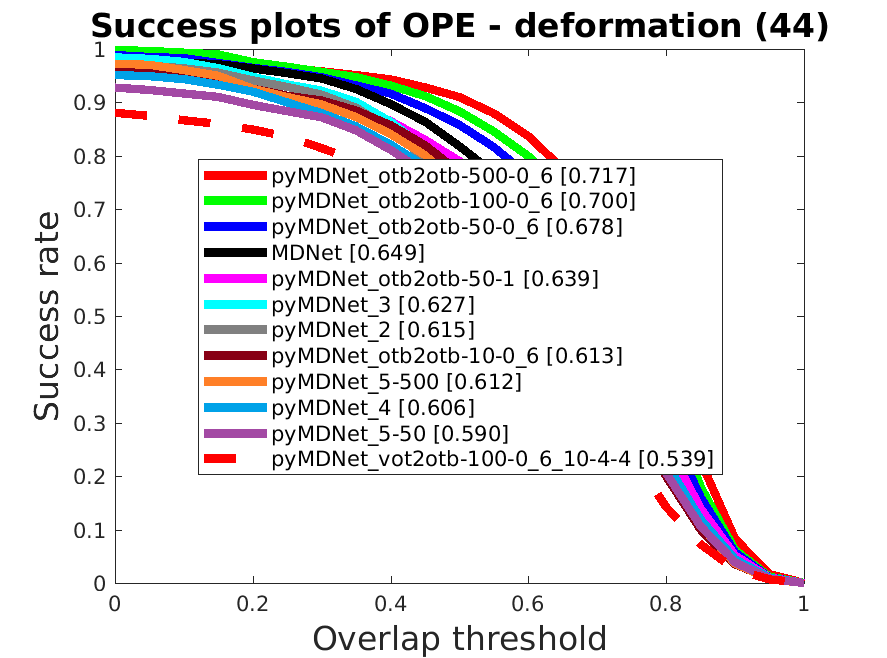 Success plots of OPE - deformation (44)
1
0.9
0.8
0.7
0.6
0.5
0.4
0.3
0.2
0.1
0
Success rate
pyMDNet_otb2otb-500-0_6 [0.717]
pyMDNet_otb2otb-100-0_6 [0.700]
pyMDNet_otb2otb-50-0_6 [0.678]
MDNet [0.649]
pyMDNet_otb2otb-50-1 [0.639]
pyMDNet_3 [0.627]
pyMDNet_2 [0.615]
pyMDNet_otb2otb-10-0_6 [0.613]
pyMDNet_5-500 [0.612]
pyMDNet_4 [0.606]
pyMDNet_5-50 [0.590]
pyMDNet_vot2otb-100-0_6_10-4-4 [0.539]
0 0.2 0.4 0.6 0.8 1
Overlap threshold